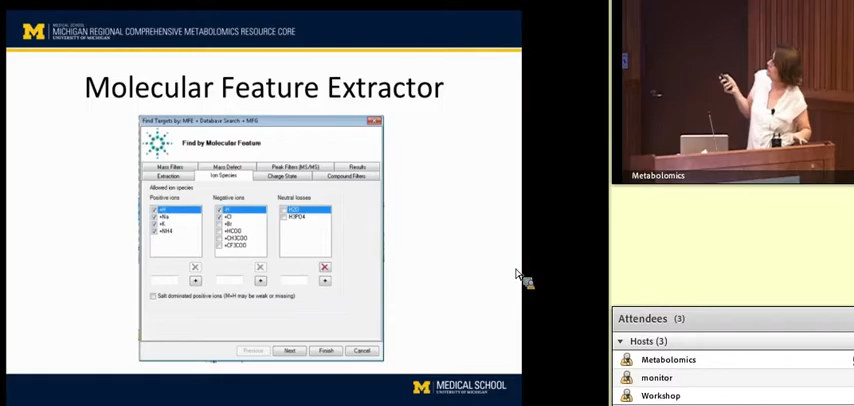 MEDICAL SCHOOL
MICHIGAN REGIONAL COMPREHENSIVE METABOLOMICS RESOURCE CORE
UNIVERSITY OF MICHIGAN
Molecular Feature Extractor
Find Targets by: MFE + Database Search + MFG
Find by Molecular Feature
Mass Filters Mass Defect Peak Filters (MS/MS) Results
Extraction Ion Species Charge State Compound Filters
Allowed ion species
Positive ions Negative ions Neutral losses
+H -H
+Na +Cl H3PO4
+K +Br
+NH4 +HCOO
+CH3COO
+CF3COO
Salt dominated positive ions (M+H may be weak or missing)
Previous Next Finish Cancel
M MEDICAL SCHOOL
UNIVERSITY OF MICHIGAN
Metabolomics
Attendees (3)
Hosts (3)
Metabolomics
monitor
Workshop